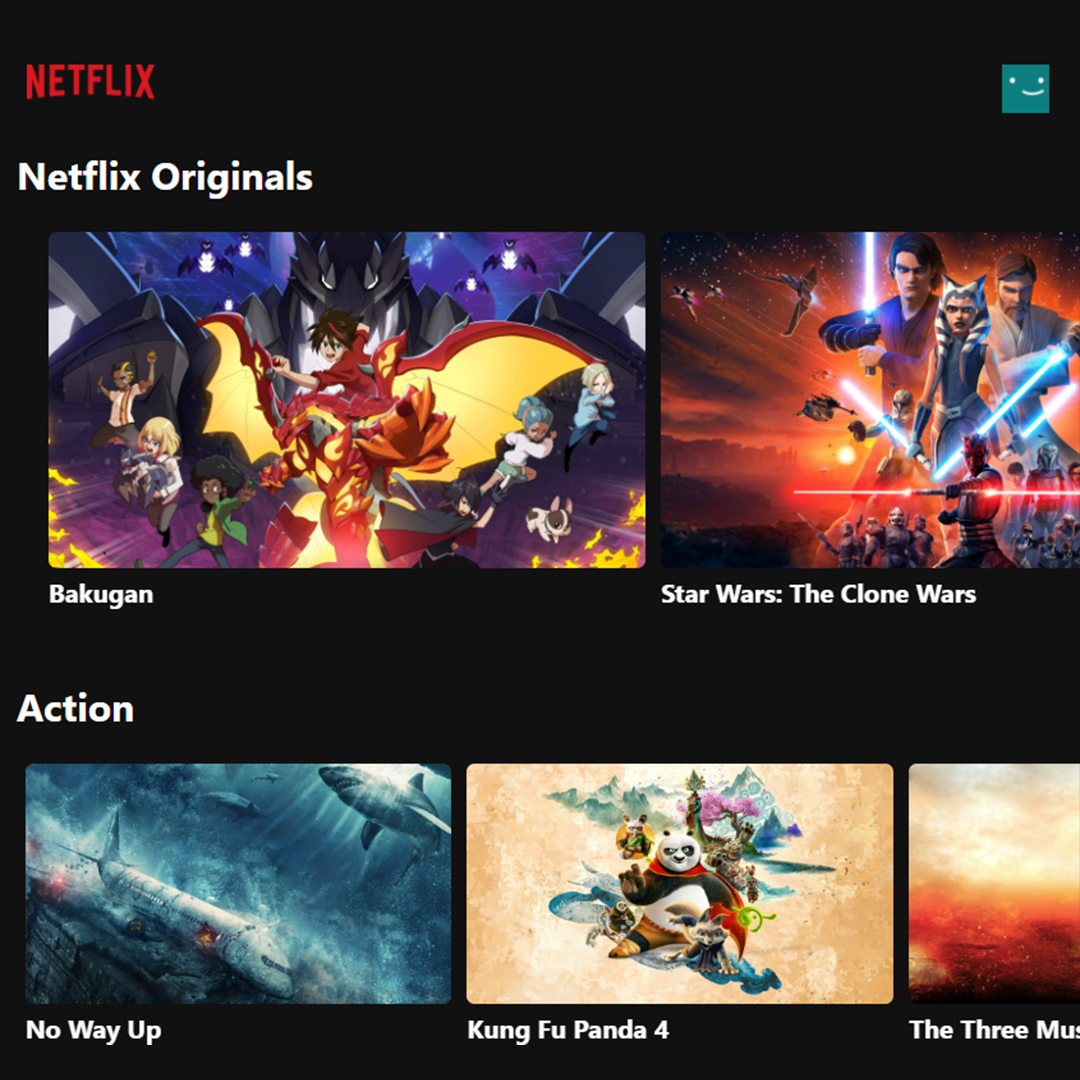 NETFLIX
Netflix Originals
Bakugan
Star Wars: The Clone Wars
Action
No Way Up
Kung Fu Panda 4
The Three Mus